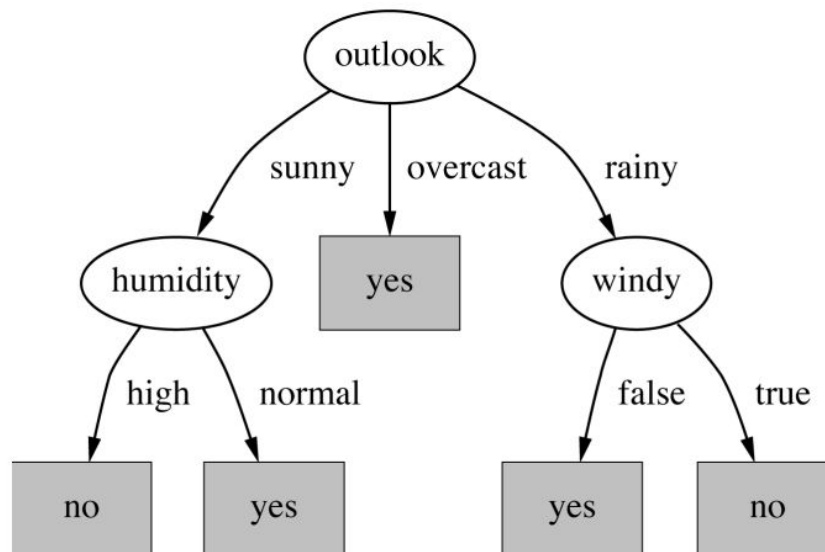 outlook
sunny overcast rainy
humidity yes windy
high normal false true
no yes yes no